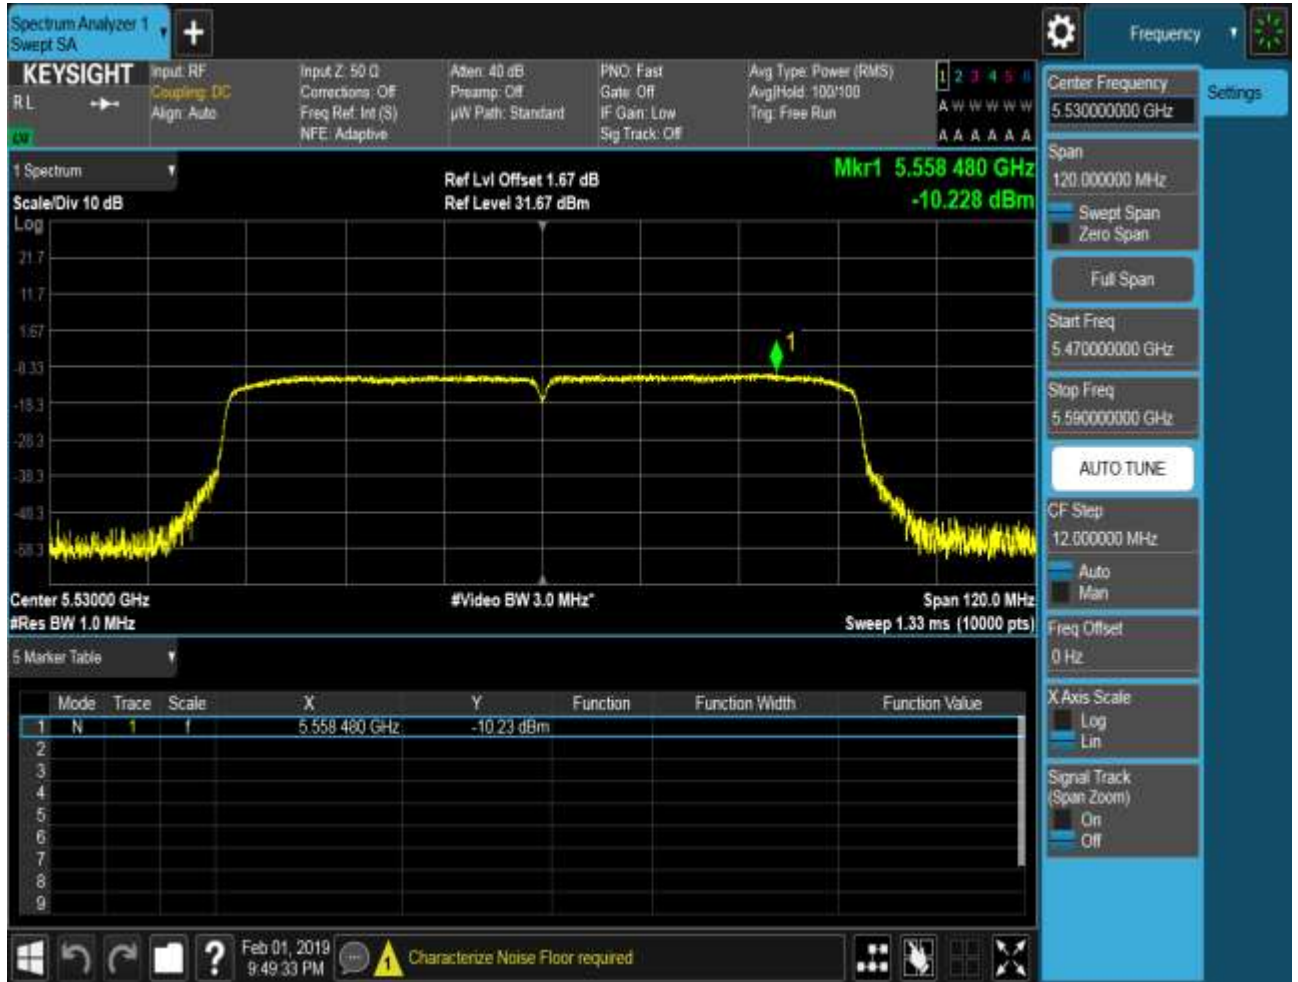 Spectrum Analyzer 1
Swept SA
Frequency
KEYSIGHT
RL
Input: RF
Coupling: DC
Align: Auto
Input Z: 50 Ω
Corrections: Off
Freq Ref: Int (S)
NFE: Adaptive
Atten: 40 dB
Preamp: Off
µW Path: Standard
PNO: Fast
Gate: Off
IF Gain: Low
Sig Track: Off
Avg Type: Power (RMS)
Avg|Hold: 100/100
Trig: Free Run
1 2 3 4 5 6
A W W W W W
A A A A A A
1 Spectrum
Scale/Div 10 dB
Ref Lvl Offset 1.67 dB
Ref Level 31.67 dBm
Mkr1 5.558 480 GHz
-10.228 dBm
Log
21.7
11.7
1.67
-8.33
-18.3
-28.3
-38.3
-48.3
-58.3
1
Center 5.53000 GHz
#Res BW 1.0 MHz
#Video BW 3.0 MHz*
Span 120.0 MHz
Sweep 1.33 ms (10000 pts)
5 Marker Table
Mode Trace Scale X Y Function Function Width Function Value
1 N 1 f 5.558 480 GHz -10.23 dBm
2
3
4
5
6
7
8
9
Center Frequency
5.530000000 GHz
Settings
Span
120.000000 MHz
Swept Span
Zero Span
Full Span
Start Freq
5.470000000 GHz
Stop Freq
5.590000000 GHz
AUTO TUNE
CF Step
12.000000 MHz
Auto
Man
Freq Offset
0 Hz
X Axis Scale
Log
Lin
Signal Track
(Span Zoom)
On
Off
?
Feb 01, 2019
9:49:33 PM
1
Characterize Noise Floor required